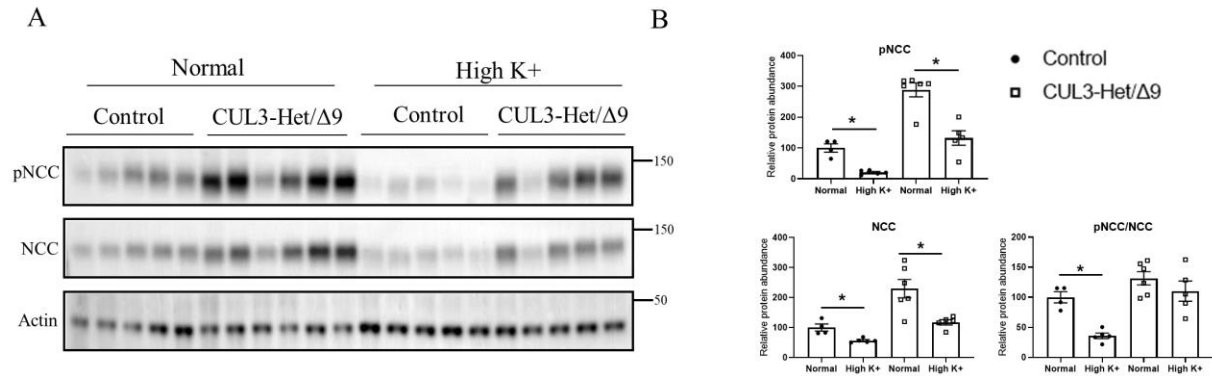 A
Normal
High K+
Control
CUL3-Het/Δ9
Control
CUL3-Het/Δ9
pNCC
150
NCC
150
Actin
50
B
pNCC
Relative protein abundance
400
300
200
100
0
*
*
Normal
High K+
Normal
High K+
Control
CUL3-Het/Δ9
NCC
Relative protein abundance
400
300
200
100
0
*
*
Normal
High K+
Normal
High K+
pNCC/NCC
Relative protein abundance
200
150
100
50
0
*
Normal
High K+
Normal
High K+